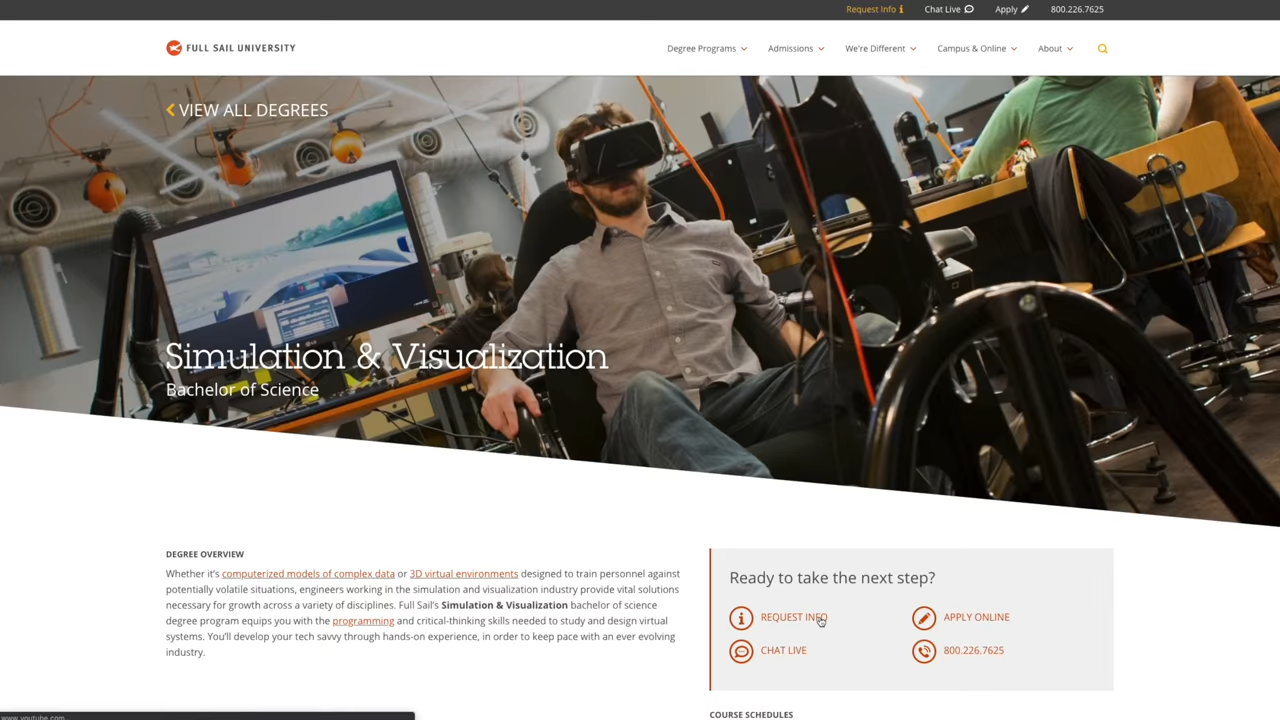 Request Info
Chat Live
Apply
800.226.7625
FULL SAIL UNIVERSITY
Degree Programs
Admissions
We're Different
Campus & Online
About
VIEW ALL DEGREES
Simulation & Visualization
Bachelor of Science
DEGREE OVERVIEW
Whether it's computerized models of complex data or 3D virtual environments designed to train personnel against
potentially volatile situations, engineers working in the simulation and visualization industry provide vital solutions
necessary for growth across a variety of disciplines. Full Sail's Simulation & Visualization bachelor of science
degree program equips you with the programming and critical-thinking skills needed to study and design virtual
systems. You'll develop your tech savvy through hands-on experience, in order to keep pace with an ever evolving
industry.
Ready to take the next step?
REQUEST INFO
APPLY ONLINE
CHAT LIVE
800.226.7625
COURSE SCHEDULES
www.youtube.com